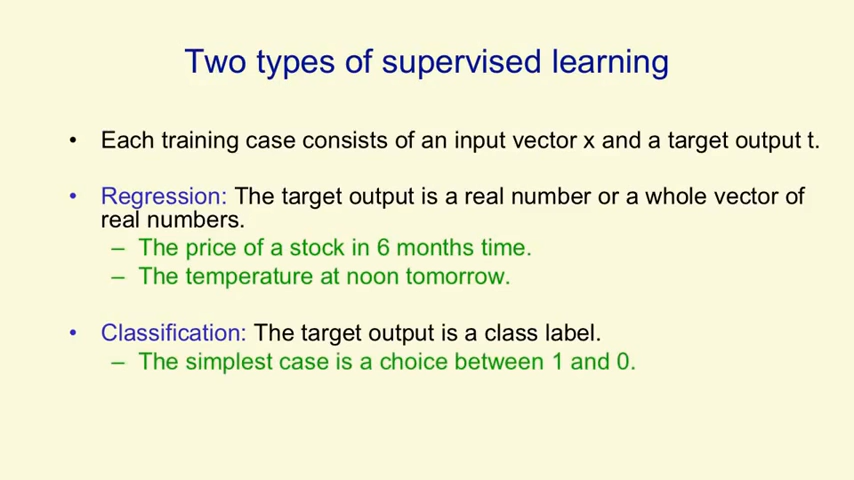 Two types of supervised learning
• Each training case consists of an input vector x and a target output t.
• Regression: The target output is a real number or a whole vector of
real numbers.
– The price of a stock in 6 months time.
– The temperature at noon tomorrow.
• Classification: The target output is a class label.
– The simplest case is a choice between 1 and 0.